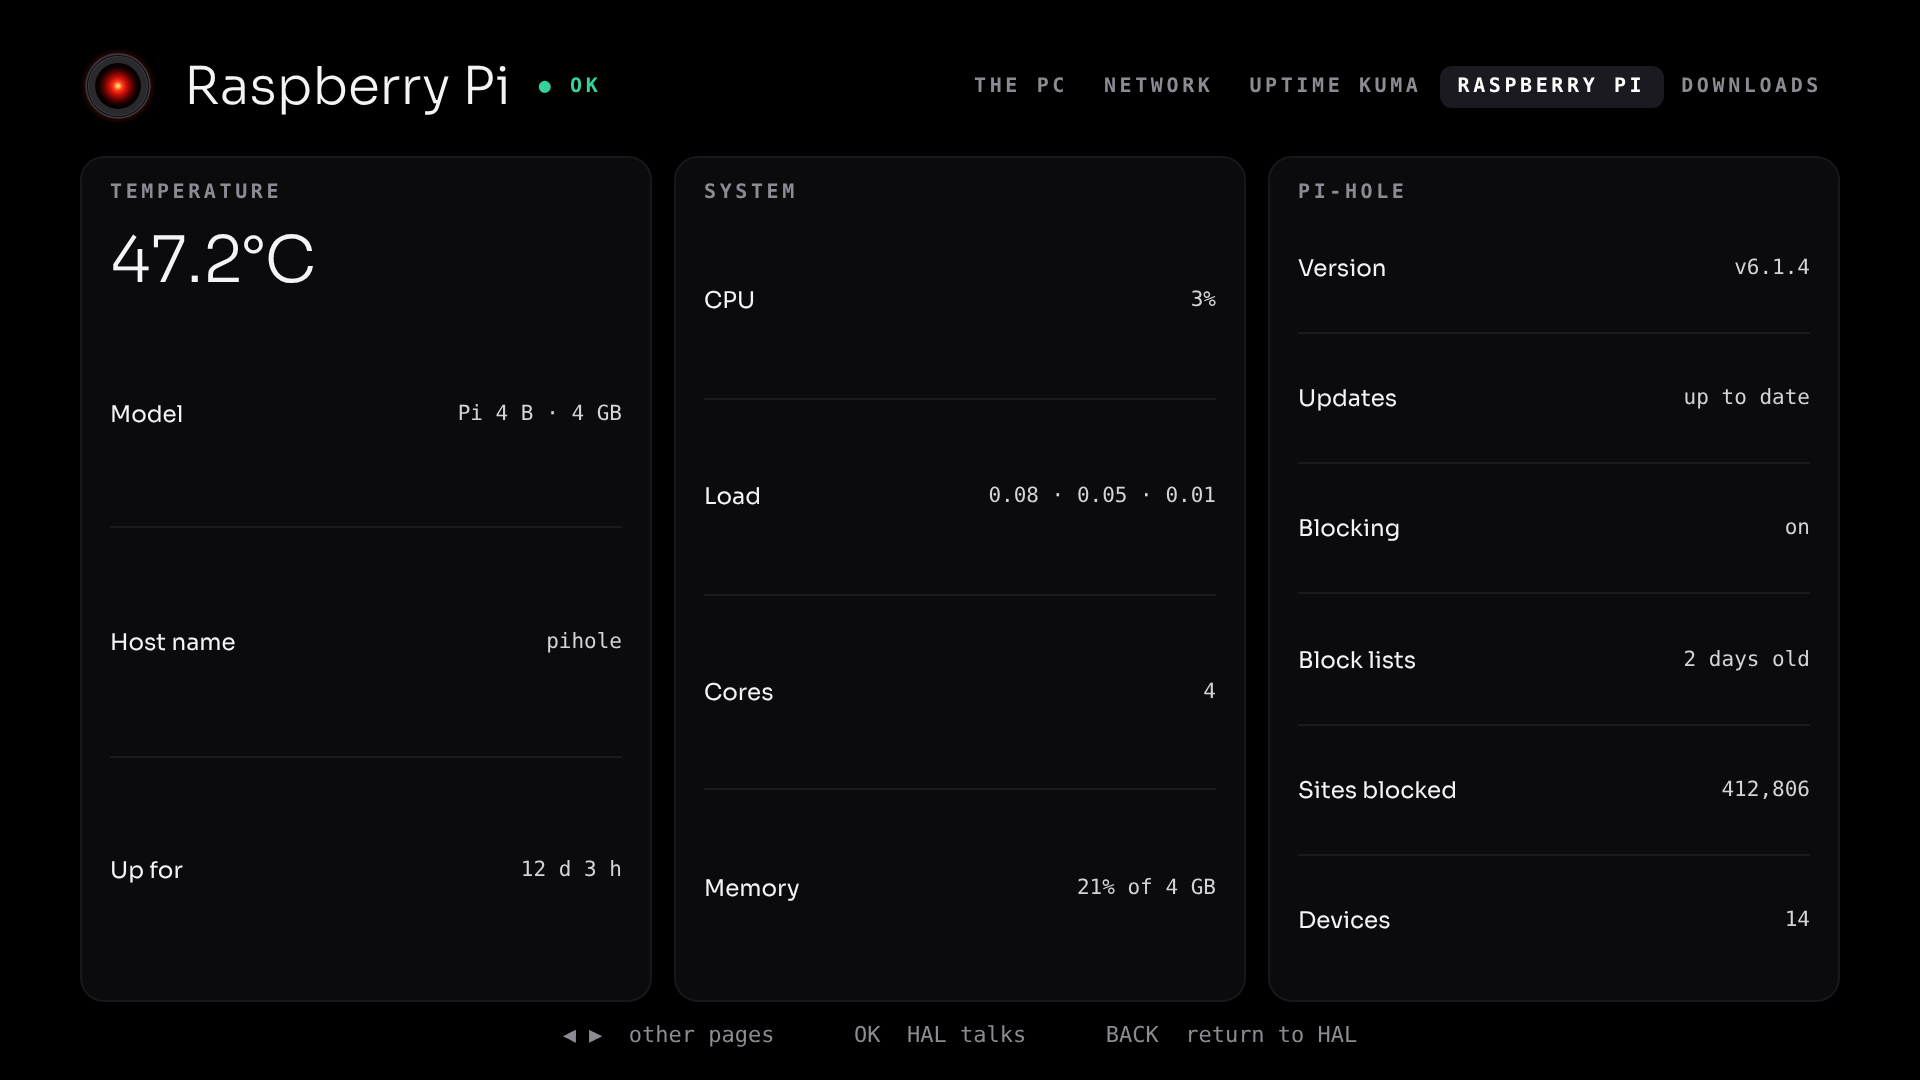 Raspberry Pi ● OK
THE PC NETWORK UPTIME KUMA RASPBERRY PI DOWNLOADS
TEMPERATURE
47.2°C
Model Pi 4 B · 4 GB
Host name pihole
Up for 12 d 3 h
SYSTEM
CPU 3%
Load 0.08 · 0.05 · 0.01
Cores 4
Memory 21% of 4 GB
PI-HOLE
Version v6.1.4
Updates up to date
Blocking on
Block lists 2 days old
Sites blocked 412,806
Devices 14
◀ ▶ other pages OK HAL talks BACK return to HAL